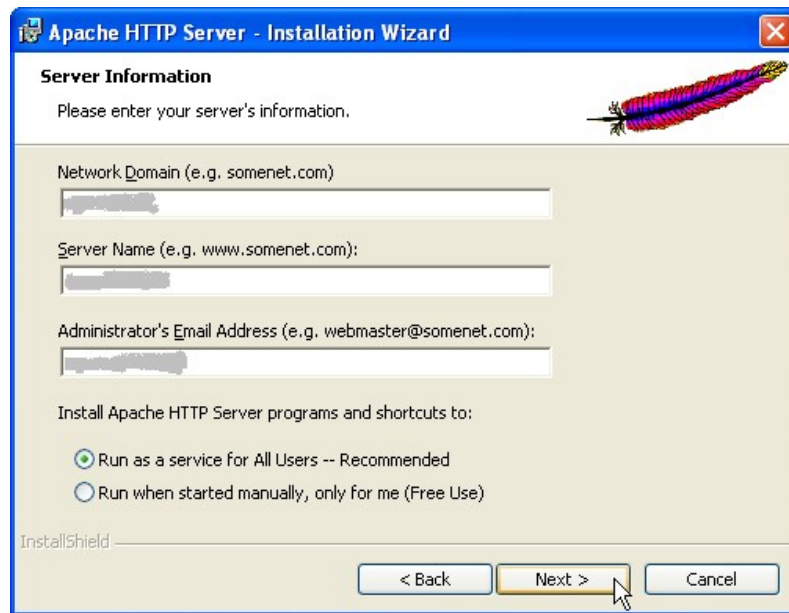 Apache HTTP Server - Installation Wizard
Server Information
Please enter your server's information.
Network Domain (e.g. somenet.com)
Server Name (e.g. www.somenet.com):
Administrator's Email Address (e.g. webmaster@somenet.com):
Install Apache HTTP Server programs and shortcuts to:
Run as a service for All Users -- Recommended
Run when started manually, only for me (Free Use)
InstallShield
< Back Next > Cancel